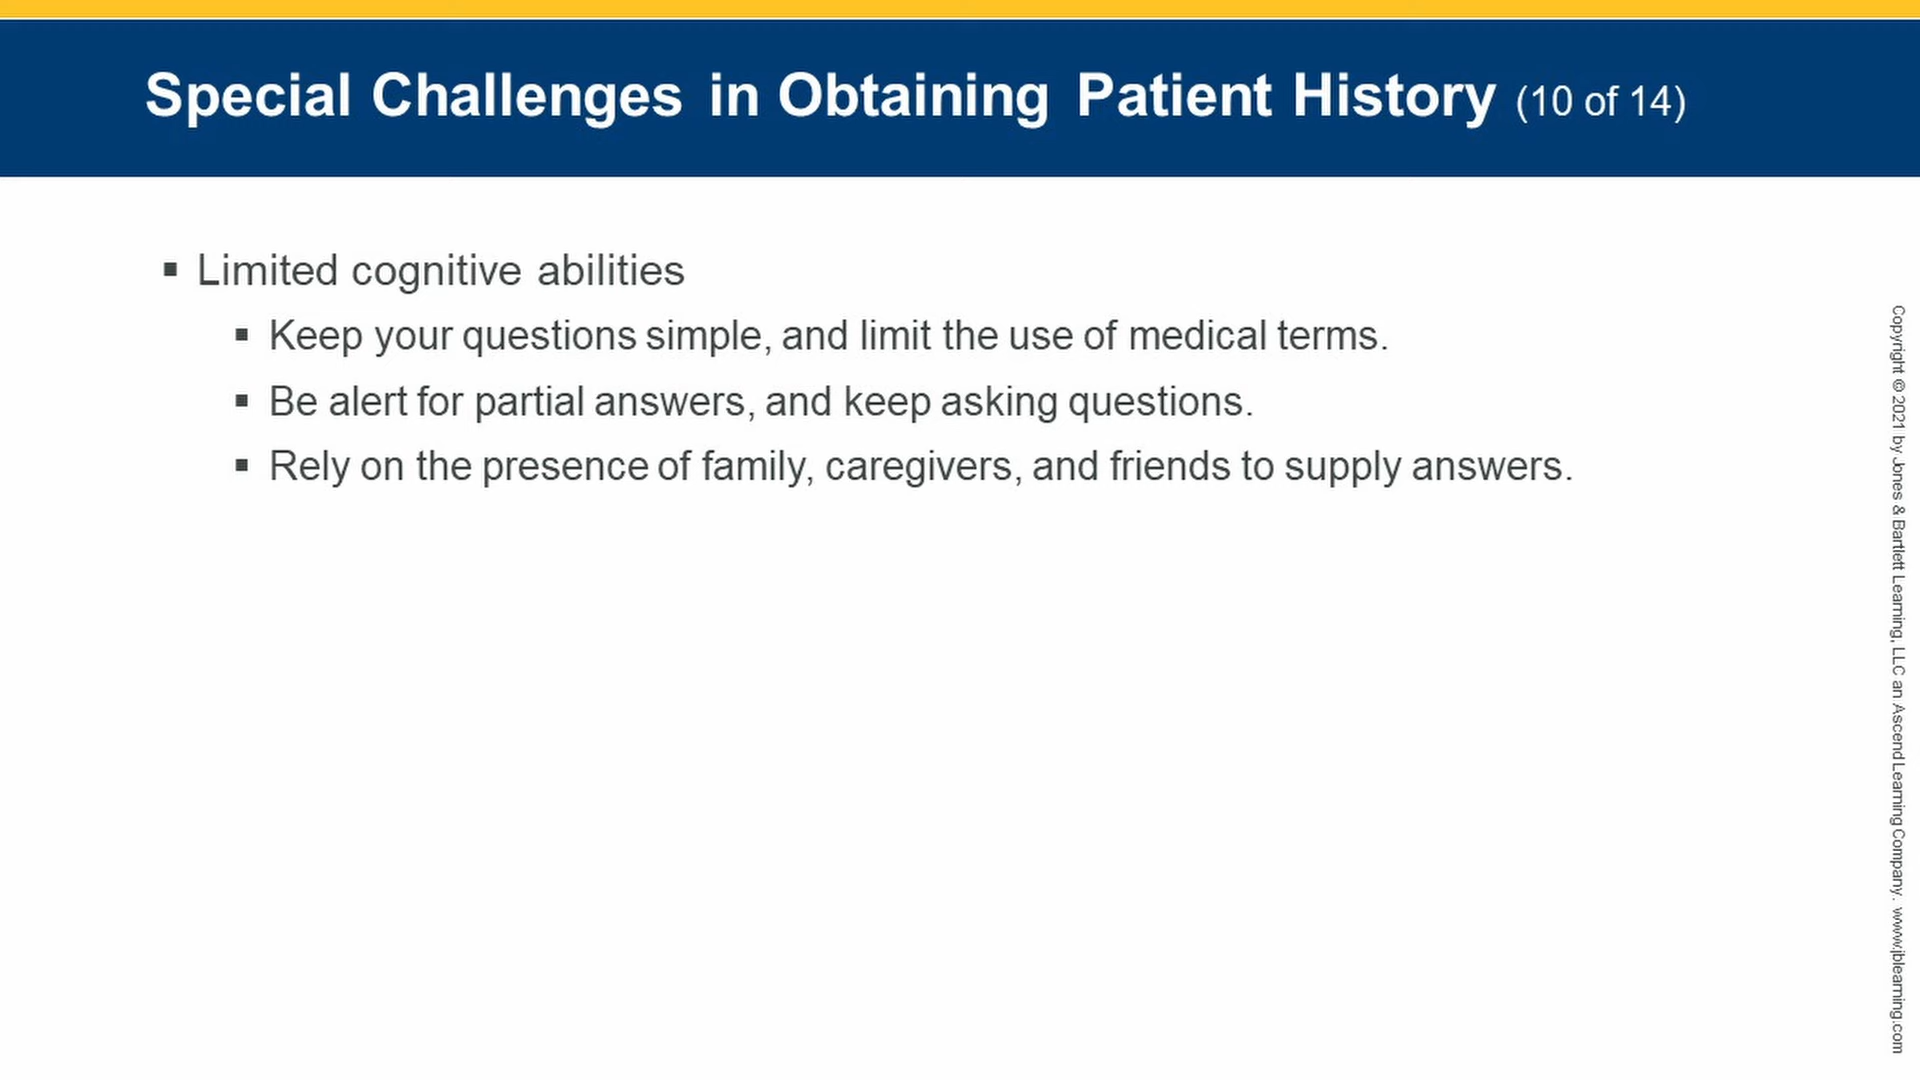 Special Challenges in Obtaining Patient History (10 of 14)
▪ Limited cognitive abilities
▪ Keep your questions simple, and limit the use of medical terms.
▪ Be alert for partial answers, and keep asking questions.
▪ Rely on the presence of family, caregivers, and friends to supply answers.
Copyright © 2021 by Jones & Bartlett Learning, LLC an Ascend Learning Company. www.jblearning.com